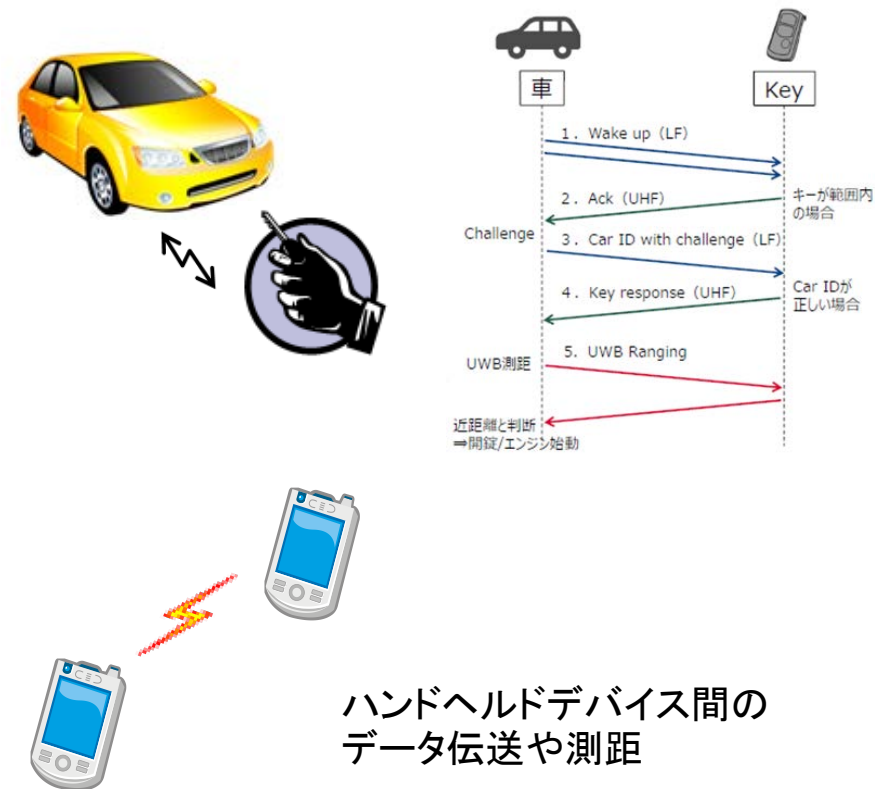 車
Key
1. Wake up (LF)
2. Ack (UHF)
キーが範囲内
の場合
Challenge
3. Car ID with challenge (LF)
4. Key response (UHF)
Car IDが
正しい場合
5. UWB Ranging
UWB測距
近距離と判断
⇒開錠/エンジン始動
ハンドヘルドデバイス間の
データ伝送や測距